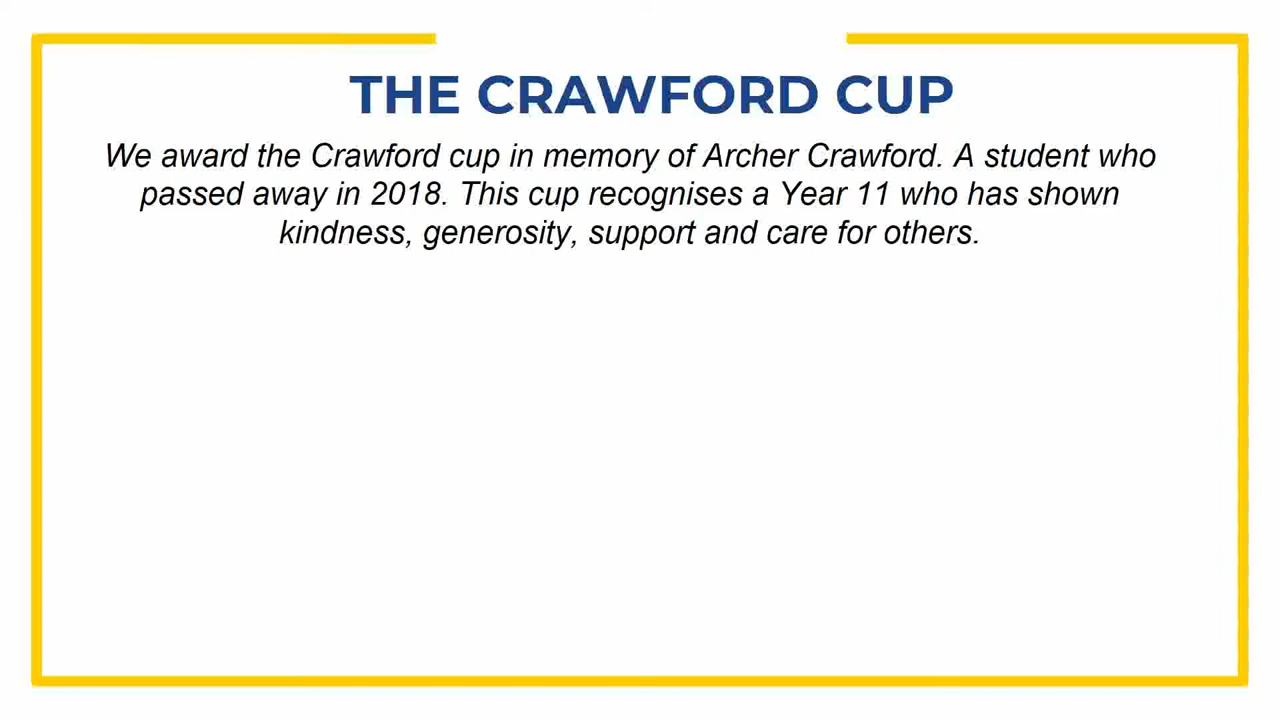 THE CRAWFORD CUP
We award the Crawford cup in memory of Archer Crawford. A student who
passed away in 2018. This cup recognises a Year 11 who has shown
kindness, generosity, support and care for others.